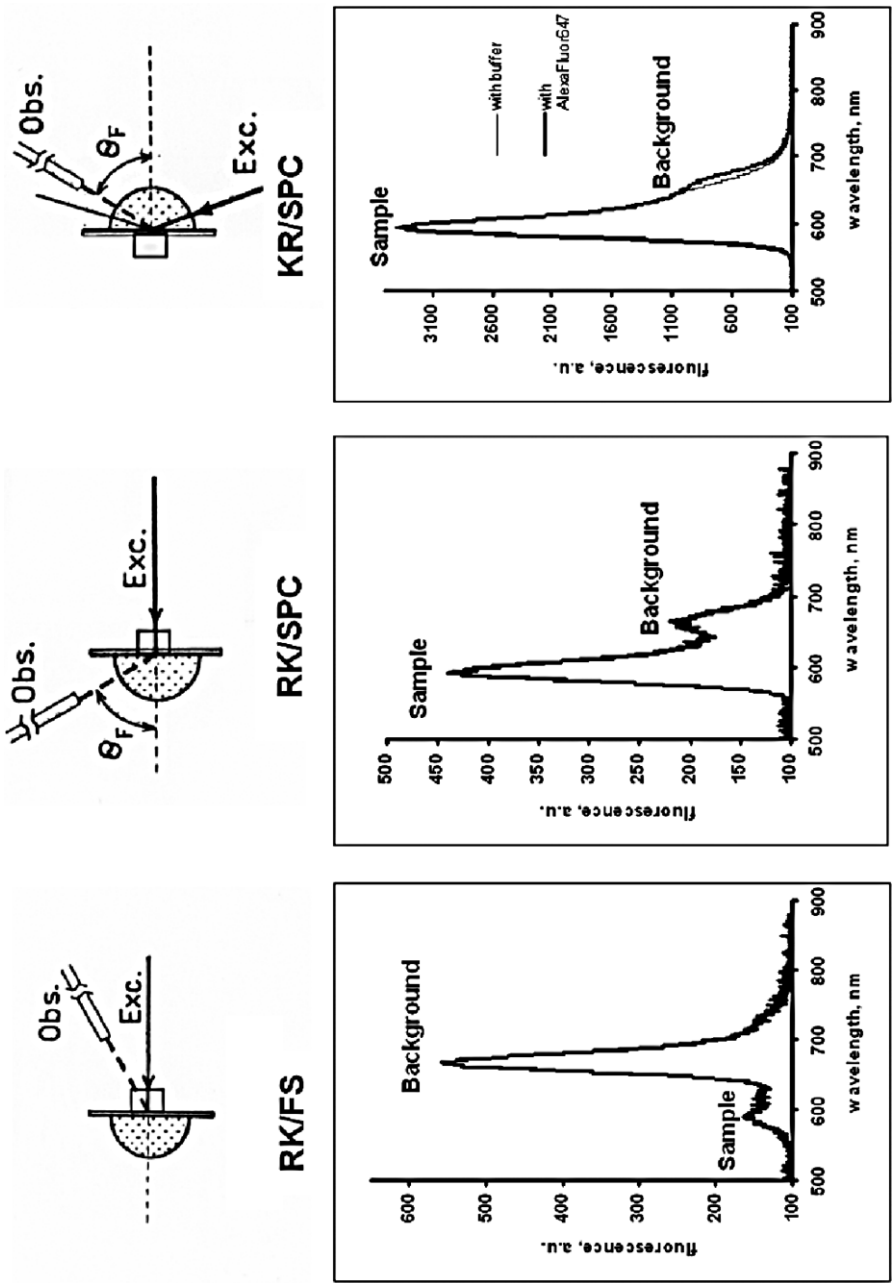 Obs.
Exc.
RK/FS
600
500
400
300
200
100
fluorescence, a.u.
Background
Sample
500
600
700
800
900
wavelength, nm
Obs.
ΘF
Exc.
RK/SPC
500
450
400
350
300
250
200
150
100
fluorescence, a.u.
Sample
Background
500
600
700
800
900
wavelength, nm
Obs.
ΘF
Exc.
KR/SPC
3100
2600
2100
1600
1100
600
100
fluorescence, a.u.
Sample
Background
with buffer
with
AlexaFluor647
500
600
700
800
900
wavelength, nm